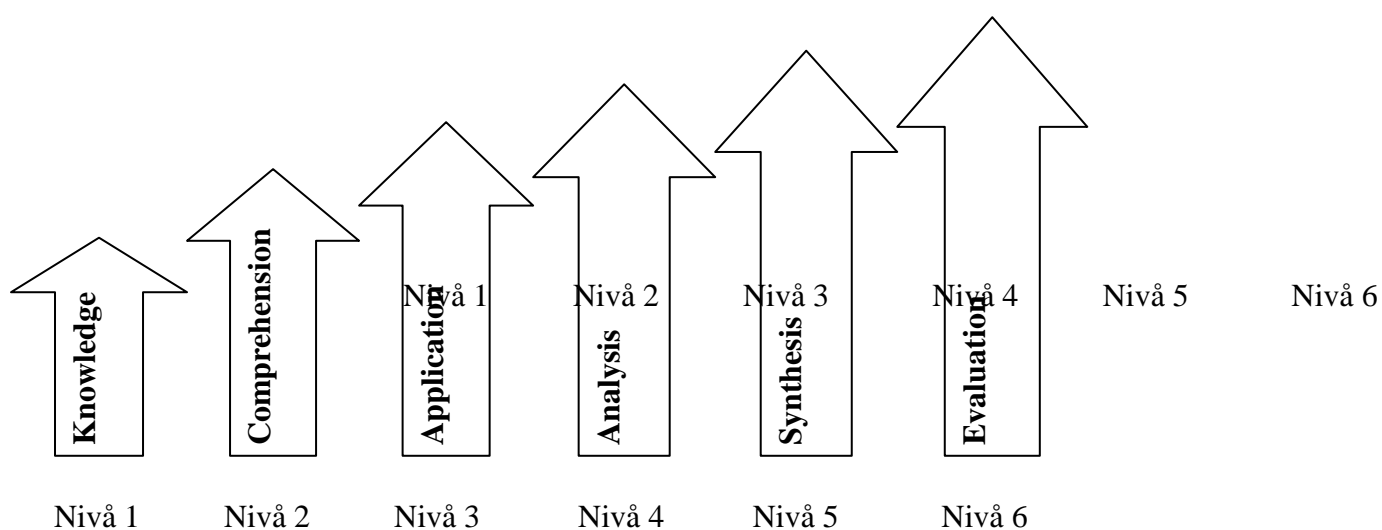 Knowledge
Comprehension
Application
Analysis
Synthesis
Evaluation
Nivå 1 Nivå 2 Nivå 3 Nivå 4 Nivå 5 Nivå 6
Nivå 1 Nivå 2 Nivå 3 Nivå 4 Nivå 5 Nivå 6